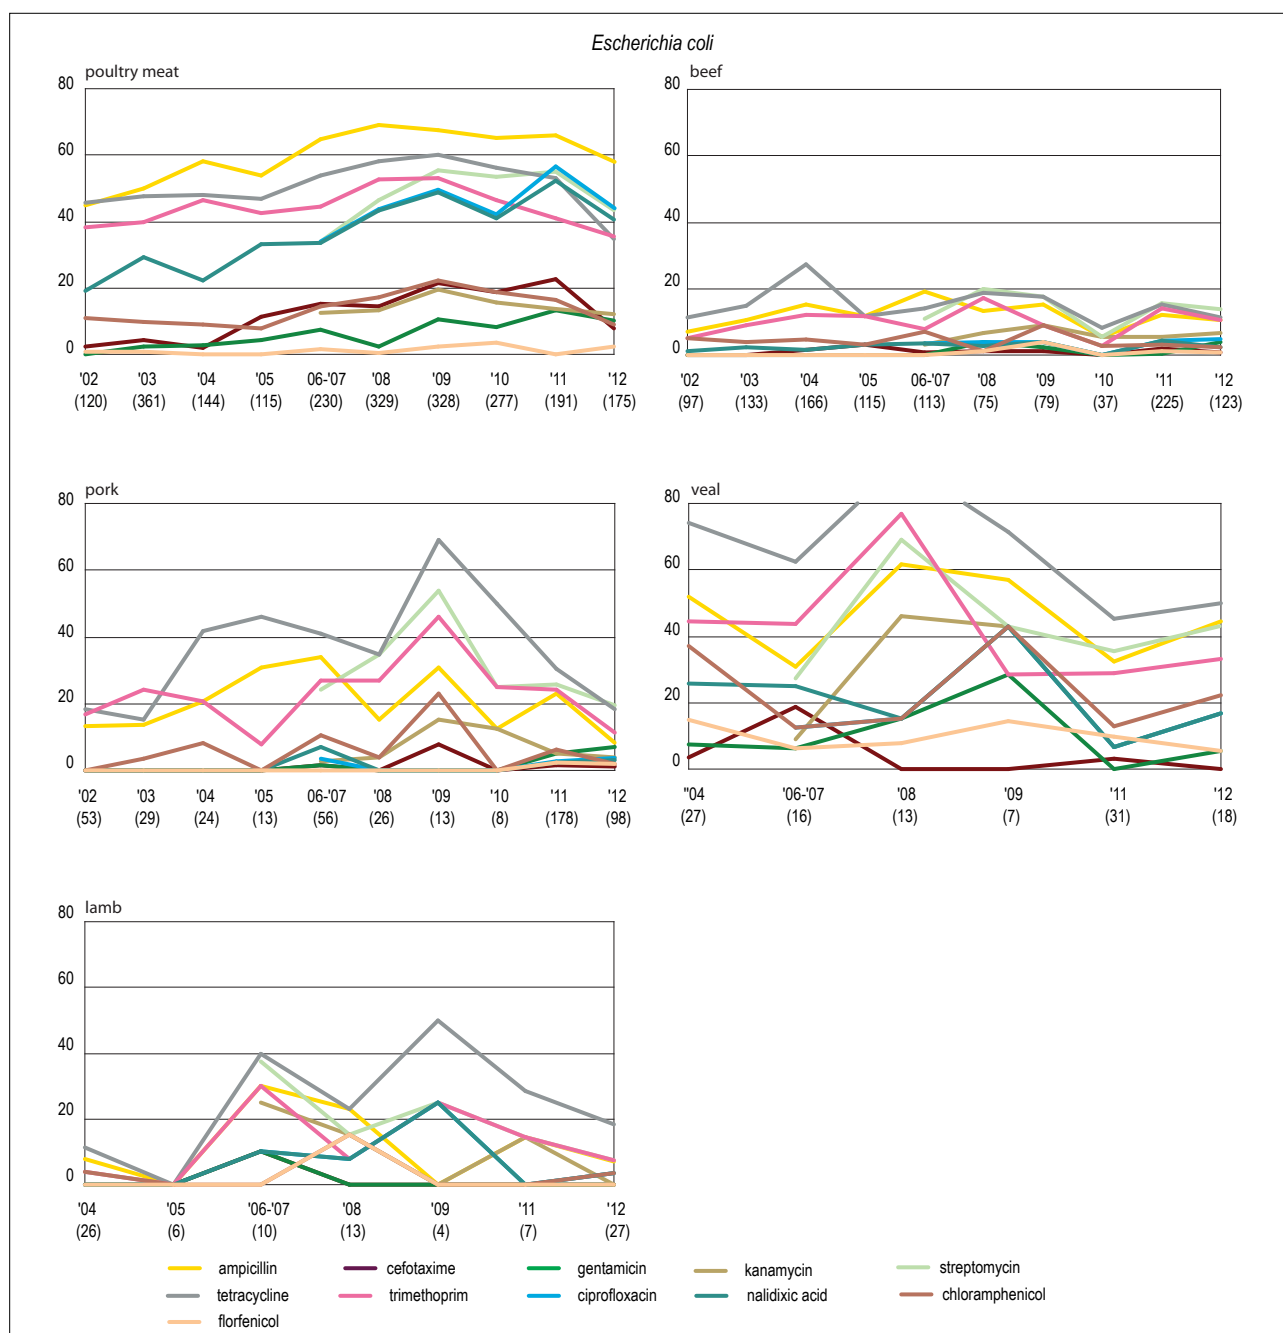 Escherichia coli
poultry meat
80
60
40
20
0
'02 '03 '04 '05 06-'07 '08 '09 '10 '11 '12
(120) (361) (144) (115) (230) (329) (328) (277) (191) (175)
beef
80
60
40
20
0
'02 '03 '04 '05 06-'07 '08 '09 '10 '11 '12
(97) (133) (166) (115) (113) (75) (79) (37) (225) (123)
pork
80
60
40
20
0
'02 '03 '04 '05 06-'07 '08 '09 '10 '11 '12
(53) (29) (24) (13) (56) (26) (13) (8) (178) (98)
veal
80
60
40
20
0
"04 '06-'07 '08 '09 '11 '12
(27) (16) (13) (7) (31) (18)
lamb
80
60
40
20
0
'04 '05 '06-'07 '08 '09 '11 '12
(26) (6) (10) (13) (4) (7) (27)
ampicillin cefotaxime gentamicin kanamycin streptomycin
tetracycline trimethoprim ciprofloxacin nalidixic acid chloramphenicol
florfenicol